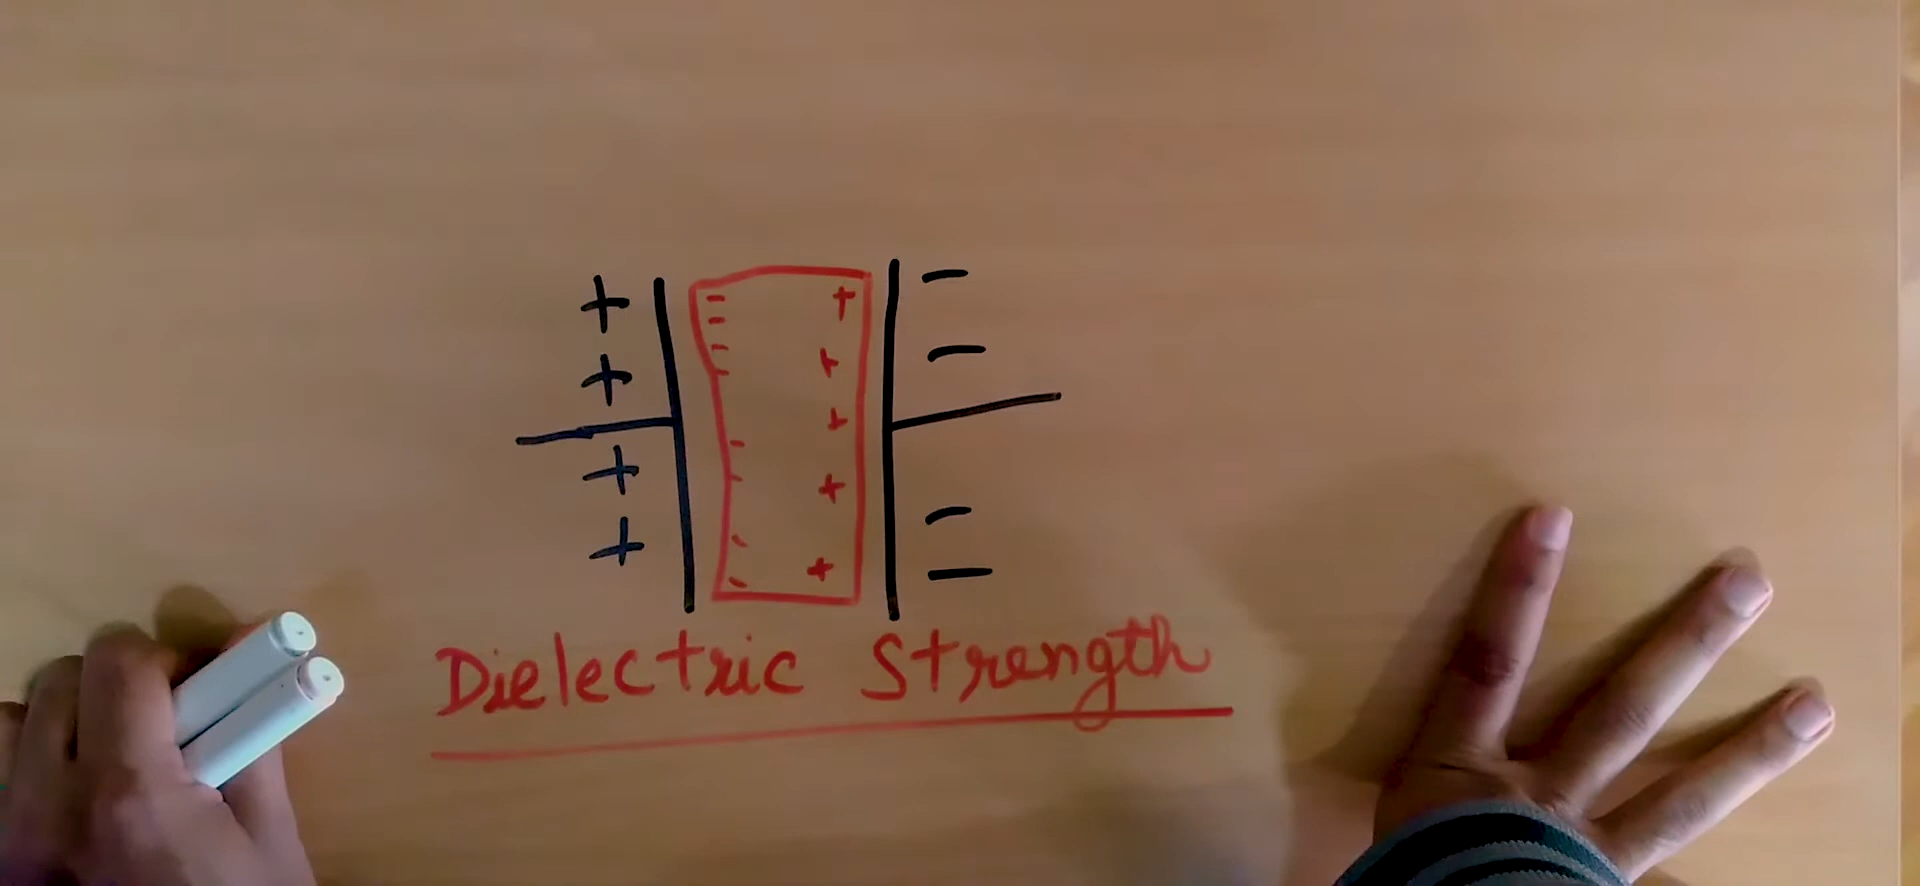 + = + -
= +
+ - + -
+ - +
+ - + -
- -
+ - + -
Dielectric Strength